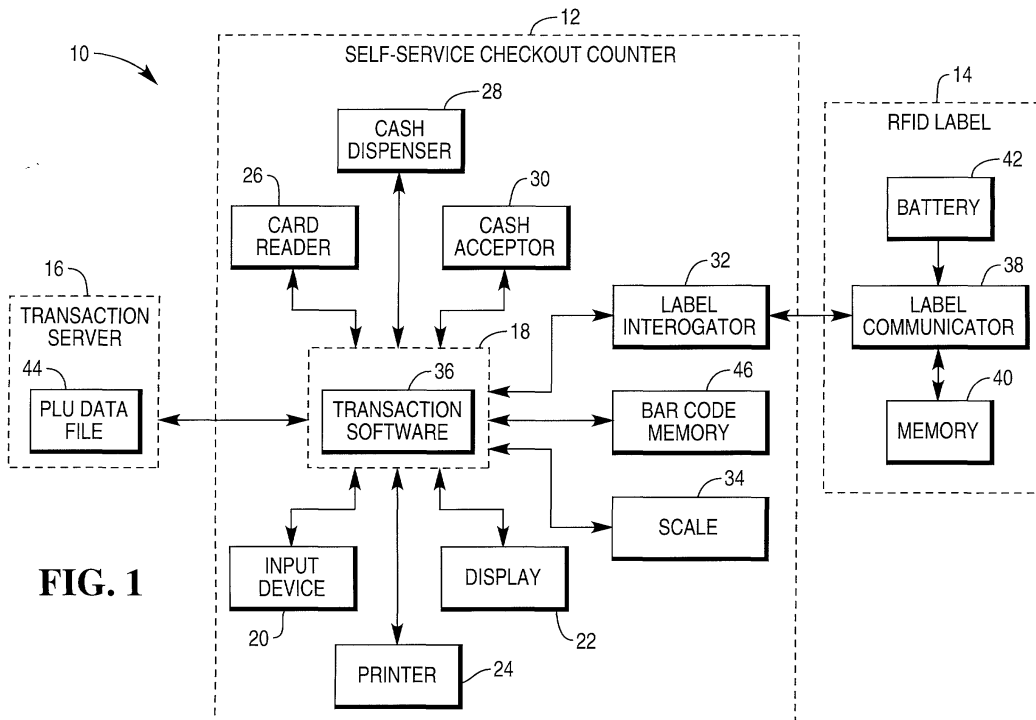 12
SELF-SERVICE CHECKOUT COUNTER
10
28
CASH
DISPENSER
14
RFID LABEL
42
BATTERY
26
CARD
READER
30
CASH
ACCEPTOR
16
TRANSACTION
SERVER
32
LABEL
INTEROGATOR
38
LABEL
COMMUNICATOR
18
44
PLU DATA
FILE
36
TRANSACTION
SOFTWARE
46
BAR CODE
MEMORY
40
MEMORY
34
SCALE
FIG. 1
INPUT
DEVICE
20
DISPLAY
22
PRINTER
24